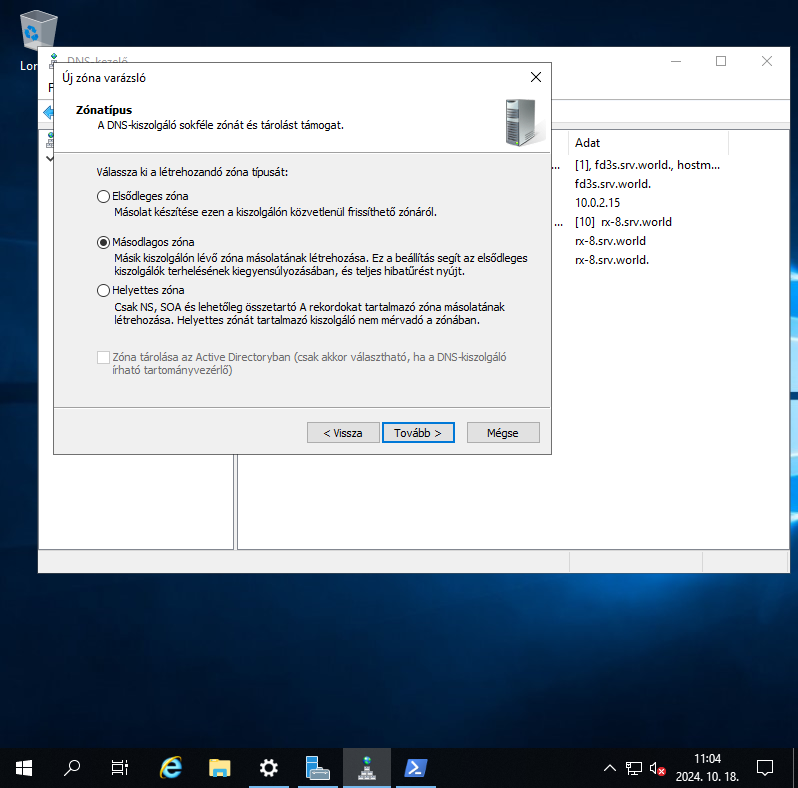 Lor
DNS-kezelő
F
Új zóna varázsló
Zónatípus
A DNS-kiszolgáló sokféle zónát és tárolást támogat.
Válassza ki a létrehozandó zóna típusát:
Elsődleges zóna
Másolat készítése ezen a kiszolgálón közvetlenül frissíthető zónáról.
Másodlagos zóna
Másik kiszolgálón lévő zóna másolatának létrehozása. Ez a beállítás segít az elsődleges
kiszolgálók terhelésének kiegyensúlyozásában, és teljes hibatűrést nyújt.
Helyettes zóna
Csak NS, SOA és lehetőleg összetartó A rekordokat tartalmazó zóna másolatának
létrehozása. Helyettes zónát tartalmazó kiszolgáló nem mérvadó a zónában.
Zóna tárolása az Active Directoryban (csak akkor választható, ha a DNS-kiszolgáló
írható tartományvezérlő)
< Vissza
Tovább >
Mégse
Adat
... [1], fd3s.srv.world., hostm...
fd3s.srv.world.
10.0.2.15
... [10] rx-8.srv.world
rx-8.srv.world
rx-8.srv.world.
11:04
2024. 10. 18.